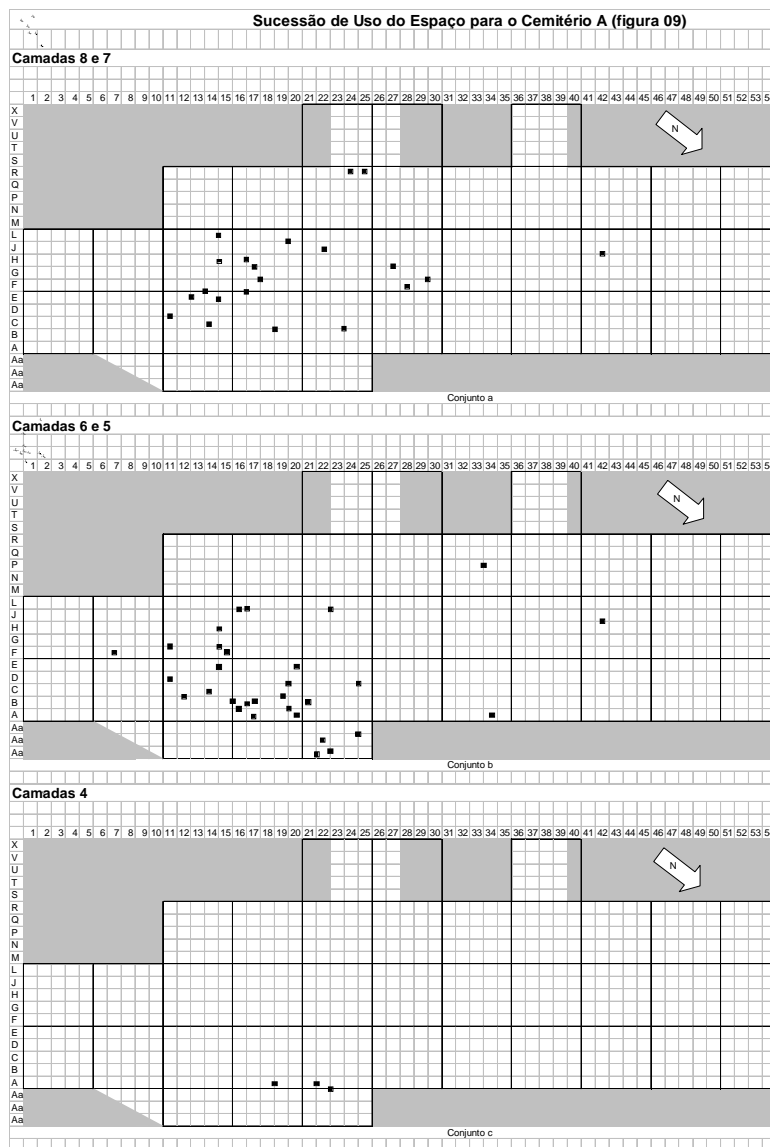 Sucessão de Uso do Espaço para o Cemitério A (figura 09)
Camadas 8 e 7
1 2 3 4 5 6 7 8 9 10 11 12 13 14 15 16 17 18 19 20 21 22 23 24 25 26 27 28 29 30 31 32 33 34 35 36 37 38 39 40 41 42 43 44 45 46 47 48 49 50 51 52 53
X
V
U
T
S
R
Q
P
N
M
L
J
H
G
F
E
D
C
B
A
Aa
Aa
Aa
N
Conjunto a
Camadas 6 e 5
1 2 3 4 5 6 7 8 9 10 11 12 13 14 15 16 17 18 19 20 21 22 23 24 25 26 27 28 29 30 31 32 33 34 35 36 37 38 39 40 41 42 43 44 45 46 47 48 49 50 51 52 53
X
V
U
T
S
R
Q
P
N
M
L
J
H
G
F
E
D
C
B
A
Aa
Aa
Aa
N
Conjunto b
Camadas 4
1 2 3 4 5 6 7 8 9 10 11 12 13 14 15 16 17 18 19 20 21 22 23 24 25 26 27 28 29 30 31 32 33 34 35 36 37 38 39 40 41 42 43 44 45 46 47 48 49 50 51 52 53
X
V
U
T
S
R
Q
P
N
M
L
J
H
G
F
E
D
C
B
A
Aa
Aa
Aa
N
Conjunto c